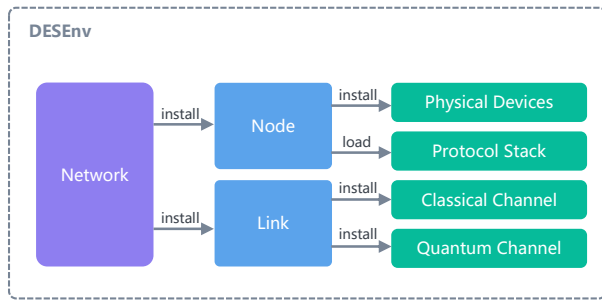 DESEnv
Network
install
install
Node
Link
install
load
install
install
Physical Devices
Protocol Stack
Classical Channel
Quantum Channel